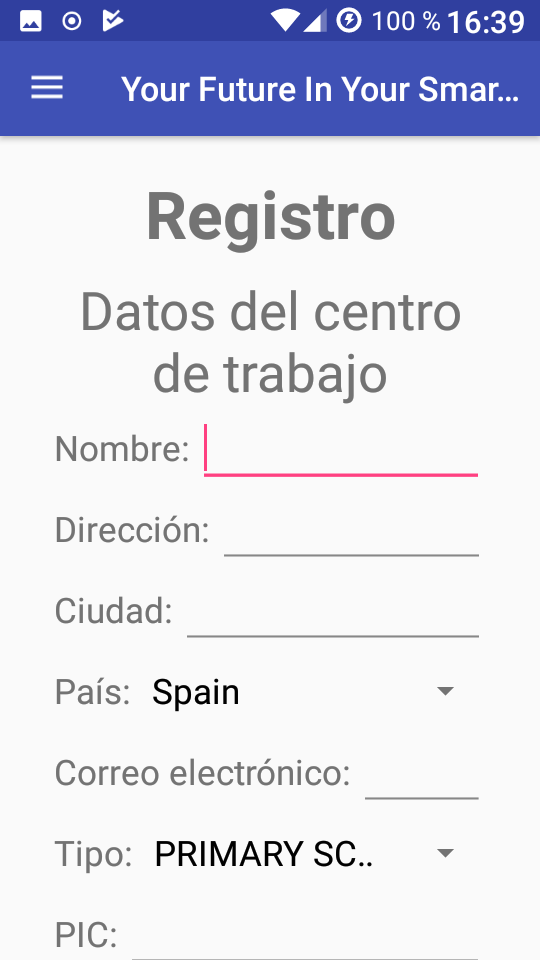 100 % 16:39
Your Future In Your Smar...
Registro
Datos del centro
de trabajo
Nombre:
Dirección:
Ciudad:
País: Spain
Correo electrónico:
Tipo: PRIMARY SC..
PIC: